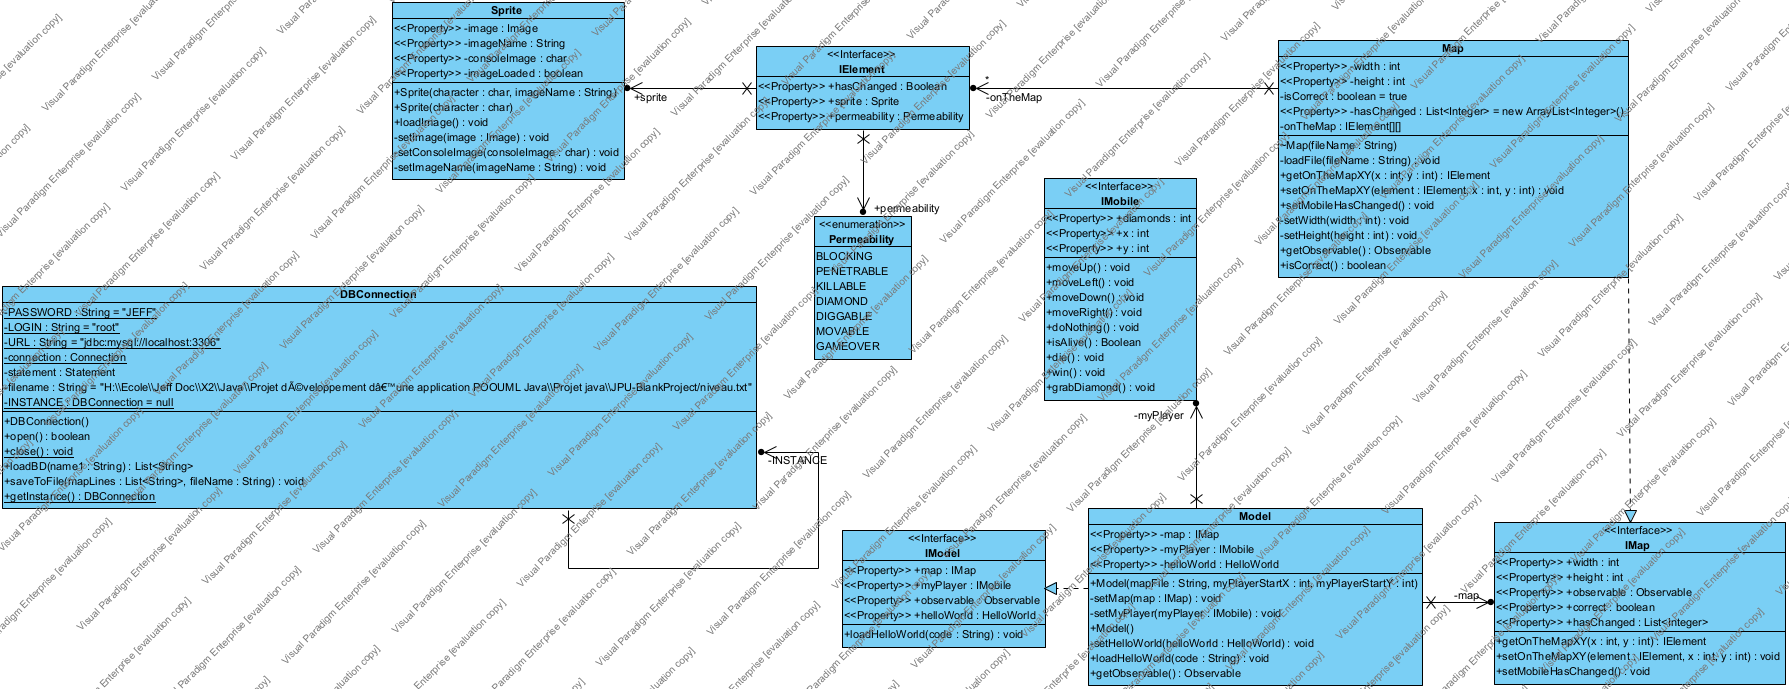 Sprite
<<Property>> -image : Image
<<Property>> -imageName : String
<<Property>> -consoleImage : char
<<Property>> -imageLoaded : boolean
+Sprite(character : char, imageName : String)
+Sprite(character : char)
+loadImage() : void
-setImage(image : Image) : void
-setConsoleImage(consoleImage : char) : void
-setImageName(imageName : String) : void
+sprite
<<Interface>>
IElement
<<Property>> +hasChanged : Boolean
<<Property>> +sprite : Sprite
<<Property>> +permeability : Permeability
*
-onTheMap
+permeability
<<enumeration>>
Permeability
BLOCKING
PENETRABLE
KILLABLE
DIAMOND
DIGGABLE
MOVABLE
GAMEOVER
<<Interface>>
IMobile
<<Property>> +diamonds : int
<<Property>> +x : int
<<Property>> +y : int
+moveUp() : void
+moveLeft() : void
+moveDown() : void
+moveRight() : void
+doNothing() : void
+isAlive() : Boolean
+die() : void
+win() : void
+grabDiamond() : void
-myPlayer
Map
<<Property>> -width : int
<<Property>> -height : int
-isCorrect : boolean = true
<<Property>> -hasChanged : List<Integer> = new ArrayList<Integer>()
-onTheMap : IElement[][]
~Map(fileName : String)
-loadFile(fileName : String) : void
+getOnTheMapXY(x : int, y : int) : IElement
+setOnTheMapXY(element : IElement, x : int, y : int) : void
+setMobileHasChanged() : void
-setWidth(width : int) : void
-setHeight(height : int) : void
+getObservable() : Observable
+isCorrect() : boolean
DBConnection
-PASSWORD : String = "JEFF"
-LOGIN : String = "root"
-URL : String = "jdbc:mysql://localhost:3306"
-connection : Connection
-statement : Statement
-filename : String = "H:\\Ecole\\Jeff Doc\\X2\\Java\\Projet dÃ©veloppement dâ€™une application POOUML Java\\Projet java\\JPU-BlankProject/niveau.txt"
-INSTANCE : DBConnection = null
+DBConnection()
+open() : boolean
+close() : void
+loadBD(name1 : String) : List<String>
+saveToFile(mapLines : List<String>, fileName : String) : void
+getInstance() : DBConnection
-INSTANCE
<<Interface>>
IModel
<<Property>> +map : IMap
<<Property>> +myPlayer : IMobile
<<Property>> +observable : Observable
<<Property>> +helloWorld : HelloWorld
+loadHelloWorld(code : String) : void
Model
<<Property>> -map : IMap
<<Property>> -myPlayer : IMobile
<<Property>> -helloWorld : HelloWorld
+Model(mapFile : String, myPlayerStartX : int, myPlayerStartY : int)
-setMap(map : IMap) : void
-setMyPlayer(myPlayer : IMobile) : void
+Model()
-setHelloWorld(helloWorld : HelloWorld) : void
+loadHelloWorld(code : String) : void
+getObservable() : Observable
-map
<<Interface>>
IMap
<<Property>> +width : int
<<Property>> +height : int
<<Property>> +observable : Observable
<<Property>> +correct : boolean
<<Property>> +hasChanged : List<Integer>
+getOnTheMapXY(x : int, y : int) : IElement
+setOnTheMapXY(element : IElement, x : int, y : int) : void
+setMobileHasChanged() : void
Visual Paradigm Enterprise [evaluation copy]